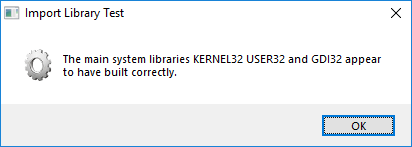 Import Library Test
The main system libraries KERNEL32 USER32 and GDI32 appear
to have built correctly.
OK